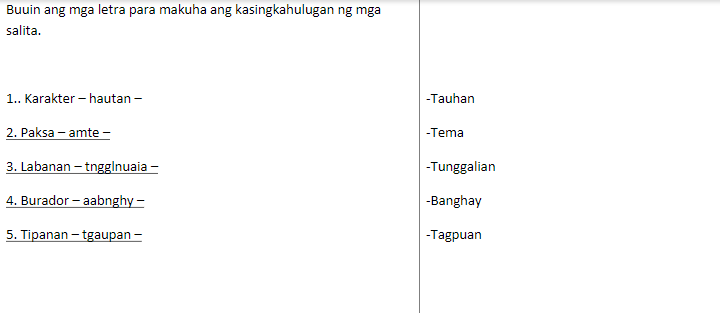 Buuin ang mga letra para makuha ang kasingkahulugan ng mga
salita.
1.. Karakter – hautan –
-Tauhan
2. Paksa – amte –
-Tema
3. Labanan – tngglnuaia –
-Tunggalian
4. Burador – aabnghy –
-Banghay
5. Tipanan – tgaupan –
-Tagpuan